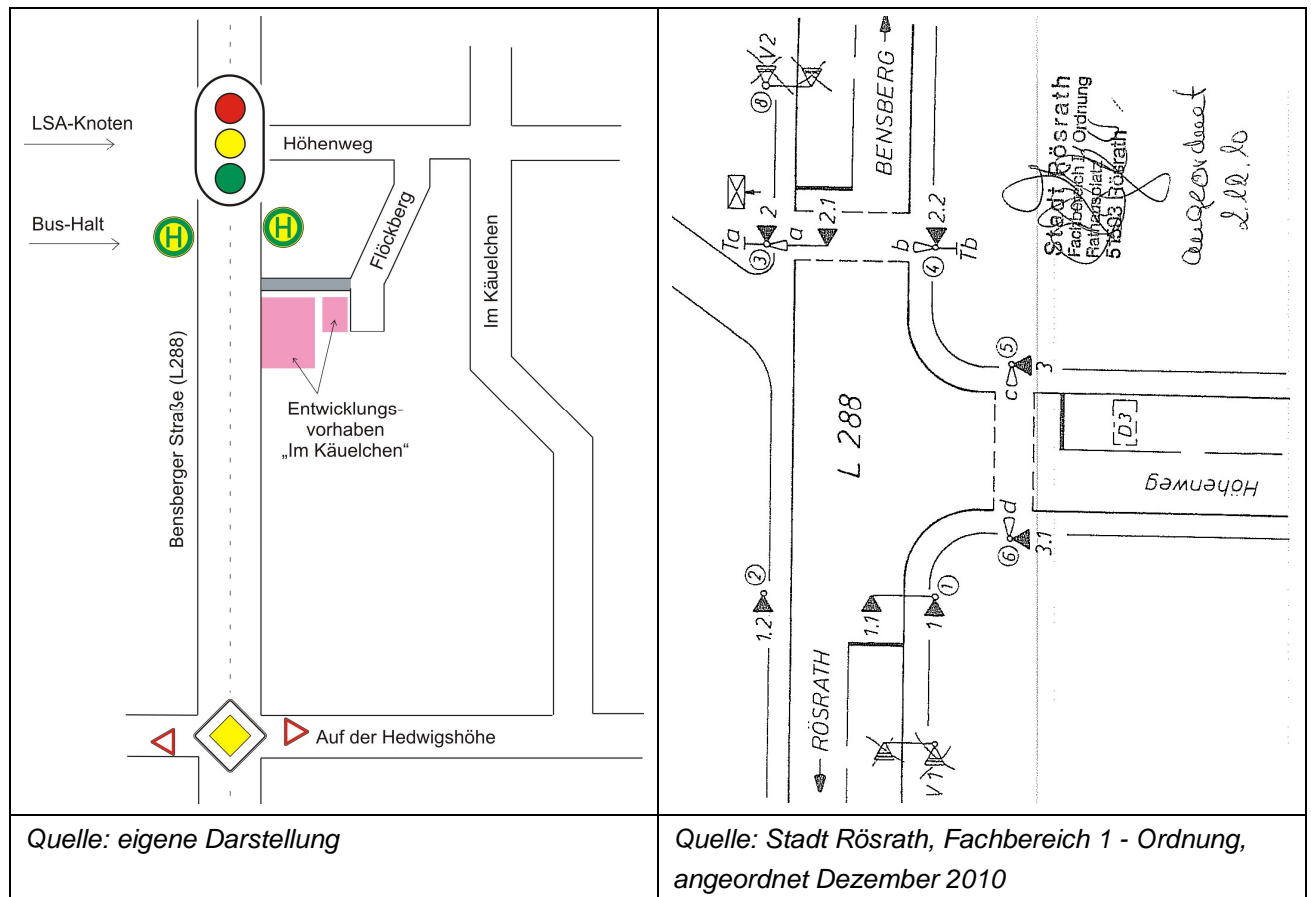 LSA-Knoten
Höhenweg
Bus-Halt
H
H
Flöckberg
Im Käuelchen
Bensberger Straße (L288)
Entwicklungs-
vorhaben
„Im Käuelchen“
Auf der Hedwigshöhe
Quelle: eigene Darstellung
V2
8
BENSBERG
Stadt Rösrath
Fachbereich 1 / Ordnung
Rathausplatz
51503 Rösrath
angeordnet
Ta
2
a
2.1
3
b
2.2
4
Tb
5
c
3
D3
L 288
Höhenweg
d
6
3.1
2
1.2
1.1
1
1
RÖSRATH
V1
Quelle: Stadt Rösrath, Fachbereich 1 - Ordnung,
angeordnet Dezember 2010